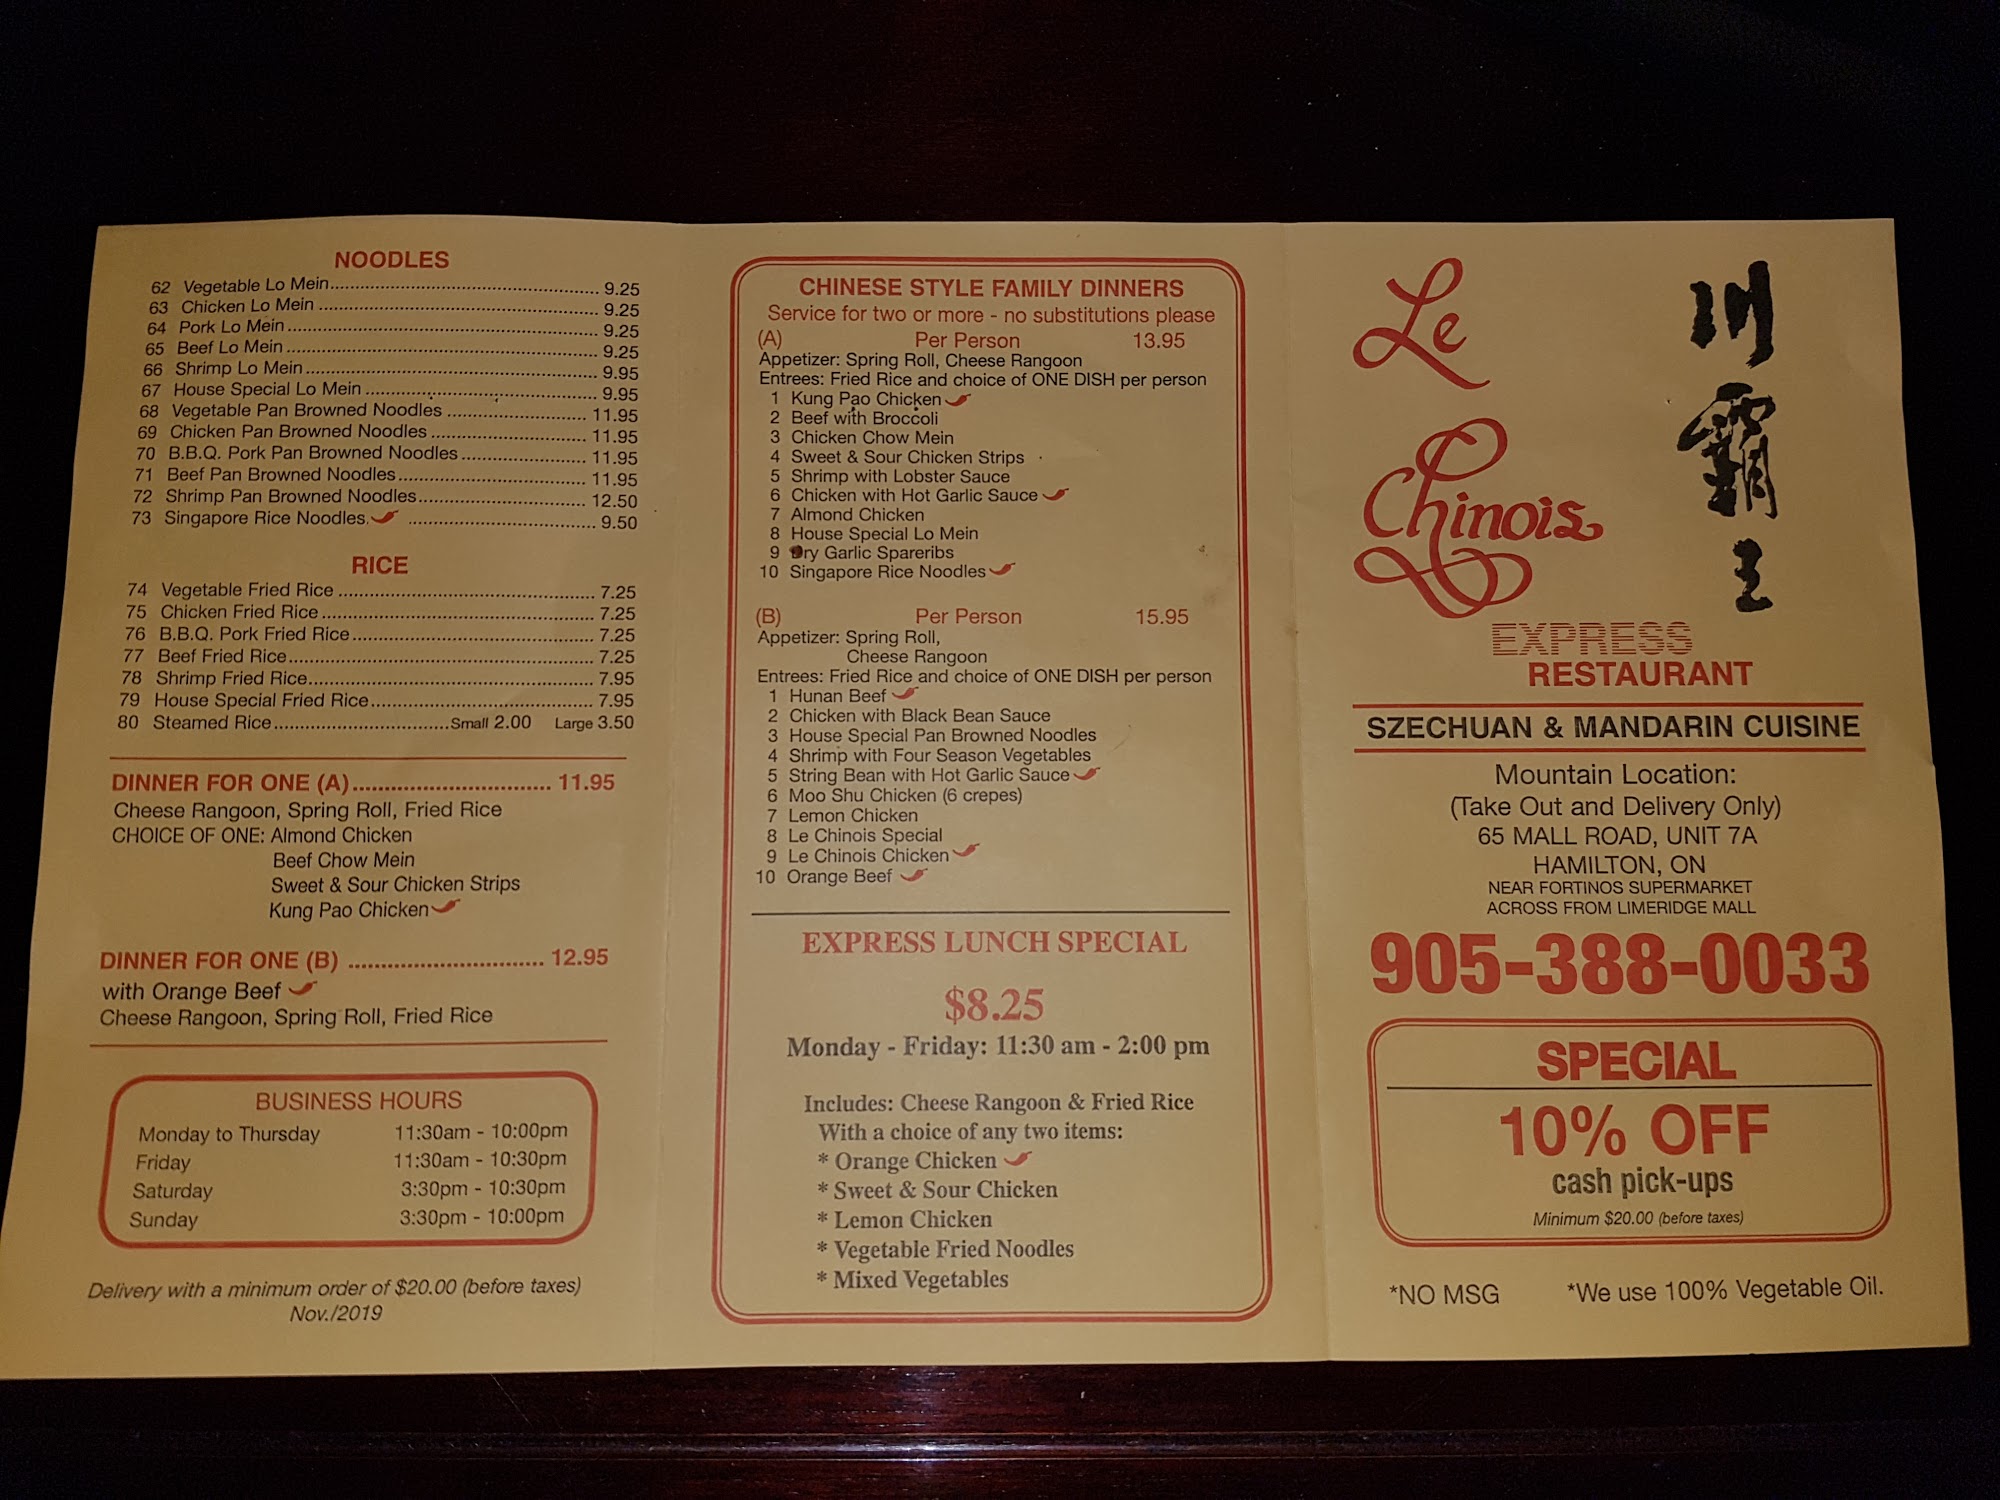 NOODLES
62 Vegetable Lo Mein.......... 9.25
63 Chicken Lo Mein .......... 9.25
64 Pork Lo Mein .......... 9.25
65 Beef Lo Mein .......... 9.25
66 Shrimp Lo Mein .......... 9.95
67 House Special Lo Mein .......... 9.95
68 Vegetable Pan Browned Noodles .......... 11.95
69 Chicken Pan Browned Noodles .......... 11.95
70 B.B.Q. Pork Pan Browned Noodles .......... 11.95
71 Beef Pan Browned Noodles .......... 11.95
72 Shrimp Pan Browned Noodles .......... 12.50
73 Singapore Rice Noodles .......... 9.50
RICE
74 Vegetable Fried Rice .......... 7.25
75 Chicken Fried Rice .......... 7.25
76 B.B.Q. Pork Fried Rice .......... 7.25
77 Beef Fried Rice .......... 7.25
78 Shrimp Fried Rice .......... 7.95
79 House Special Fried Rice .......... 7.95
80 Steamed Rice .......... Small 2.00 Large 3.50
DINNER FOR ONE (A) .......... 11.95
Cheese Rangoon, Spring Roll, Fried Rice
CHOICE OF ONE: Almond Chicken
Beef Chow Mein
Sweet & Sour Chicken Strips
Kung Pao Chicken
DINNER FOR ONE (B) .......... 12.95
with Orange Beef
Cheese Rangoon, Spring Roll, Fried Rice
BUSINESS HOURS
Monday to Thursday 11:30am - 10:00pm
Friday 11:30am - 10:30pm
Saturday 3:30pm - 10:30pm
Sunday 3:30pm - 10:00pm
Delivery with a minimum order of $20.00 (before taxes)
Nov./2019
CHINESE STYLE FAMILY DINNERS
Service for two or more - no substitutions please
(A) Per Person 13.95
Appetizer: Spring Roll, Cheese Rangoon
Entrees: Fried Rice and choice of ONE DISH per person
1 Kung Pao Chicken
2 Beef with Broccoli
3 Chicken Chow Mein
4 Sweet & Sour Chicken Strips
5 Shrimp with Lobster Sauce
6 Chicken with Hot Garlic Sauce
7 Almond Chicken
8 House Special Lo Mein
9 Dry Garlic Spareribs
10 Singapore Rice Noodles
(B) Per Person 15.95
Appetizer: Spring Roll,
Cheese Rangoon
Entrees: Fried Rice and choice of ONE DISH per person
1 Hunan Beef
2 Chicken with Black Bean Sauce
3 House Special Pan Browned Noodles
4 Shrimp with Four Season Vegetables
5 String Bean with Hot Garlic Sauce
6 Moo Shu Chicken (6 crepes)
7 Lemon Chicken
8 Le Chinois Special
9 Le Chinois Chicken
10 Orange Beef
EXPRESS LUNCH SPECIAL
$8.25
Monday - Friday: 11:30 am - 2:00 pm
Includes: Cheese Rangoon & Fried Rice
With a choice of any two items:
* Orange Chicken
* Sweet & Sour Chicken
* Lemon Chicken
* Vegetable Fried Noodles
* Mixed Vegetables
Le
Chinois
川霸王
EXPRESS
RESTAURANT
SZECHUAN & MANDARIN CUISINE
Mountain Location:
(Take Out and Delivery Only)
65 MALL ROAD, UNIT 7A
HAMILTON, ON
NEAR FORTINOS SUPERMARKET
ACROSS FROM LIMERIDGE MALL
905-388-0033
SPECIAL
10% OFF
cash pick-ups
Minimum $20.00 (before taxes)
*NO MSG *We use 100% Vegetable Oil.